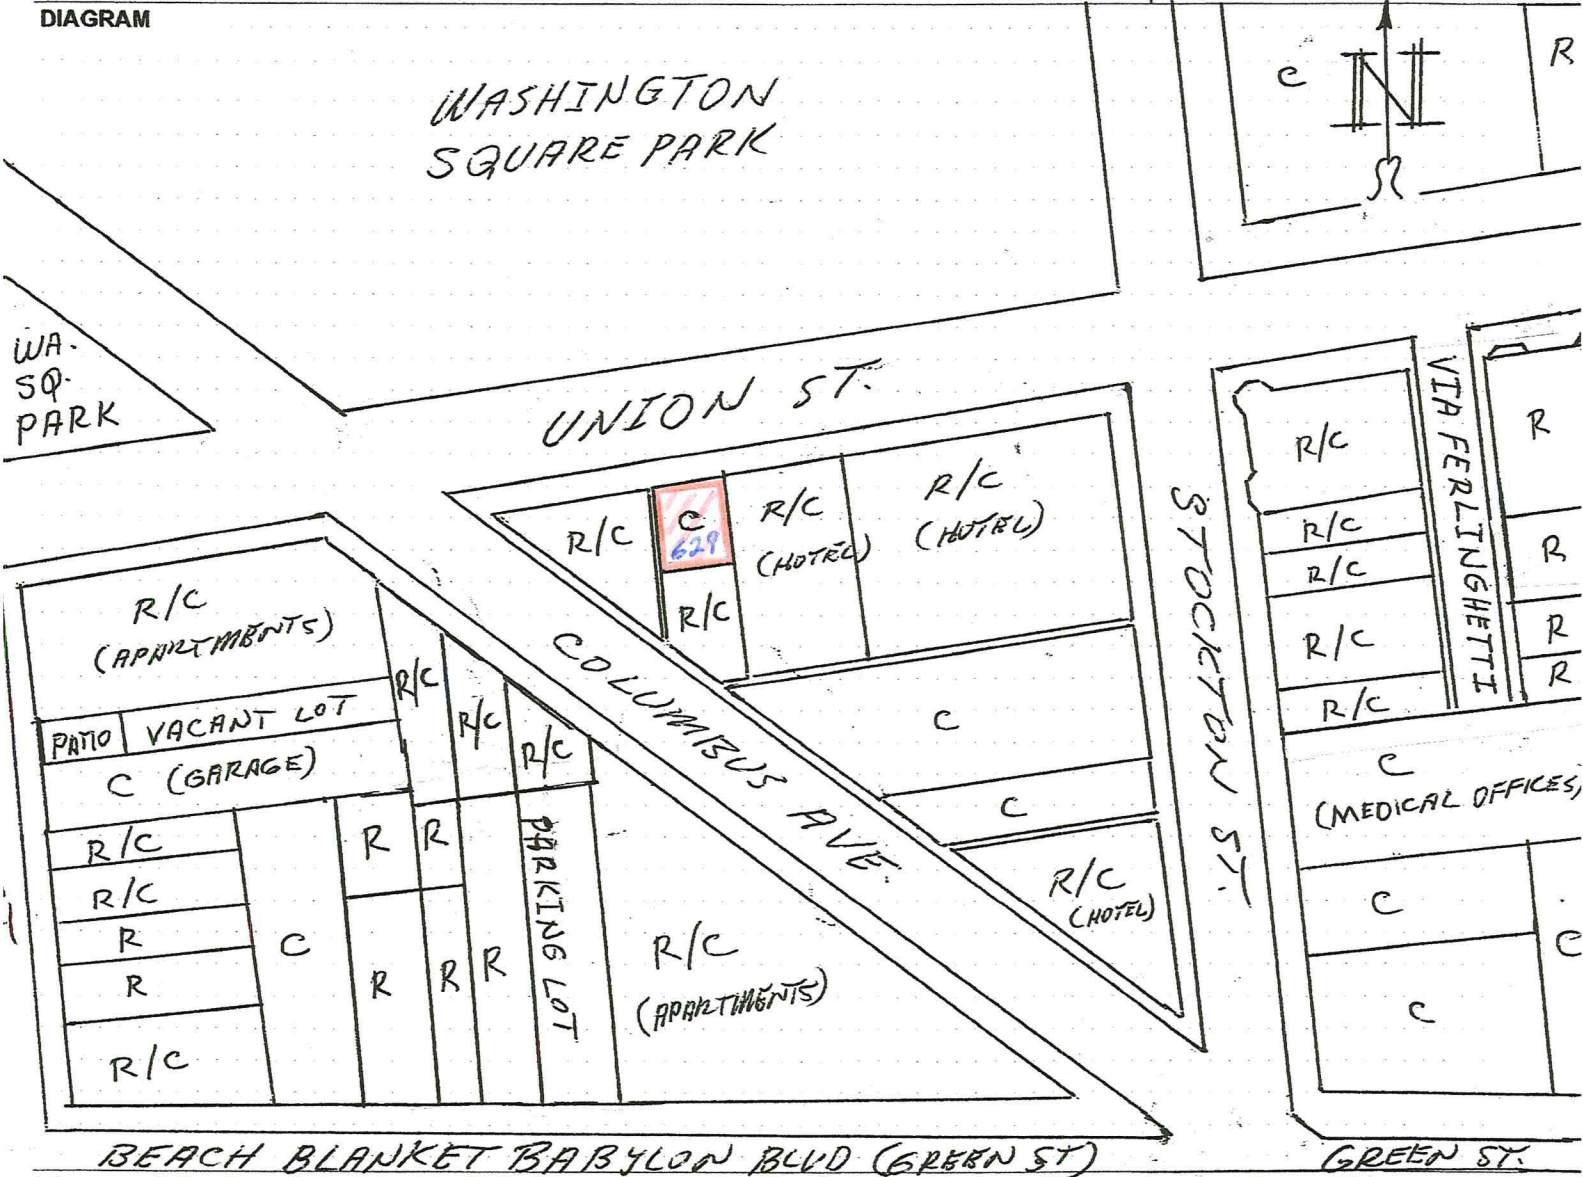 DIAGRAM
WASHINGTON
SQUARE PARK
C
N
R
WA.
SQ.
PARK
UNION ST.
R/C
C
629
R/C
(HOTEL)
R/C
(HOTEL)
R/C
STOCKTON ST.
R/C
R/C
R/C
R/C
R/C
VIA FERLINGHETTI
R
R
R
R
R/C
(APARTMENTS)
R/C
R/C
R/C
PATIO
VACANT LOT
C (GARAGE)
COLUMBUS AVE.
C
C
R/C
(HOTEL)
C
(MEDICAL OFFICES)
C
C
C
R/C
R/C
R
R
R/C
C
R
R
R
R
R
PARKING LOT
R/C
(APARTMENTS)
BEACH BLANKET BABYLON BLVD (GREEN ST)
GREEN ST.